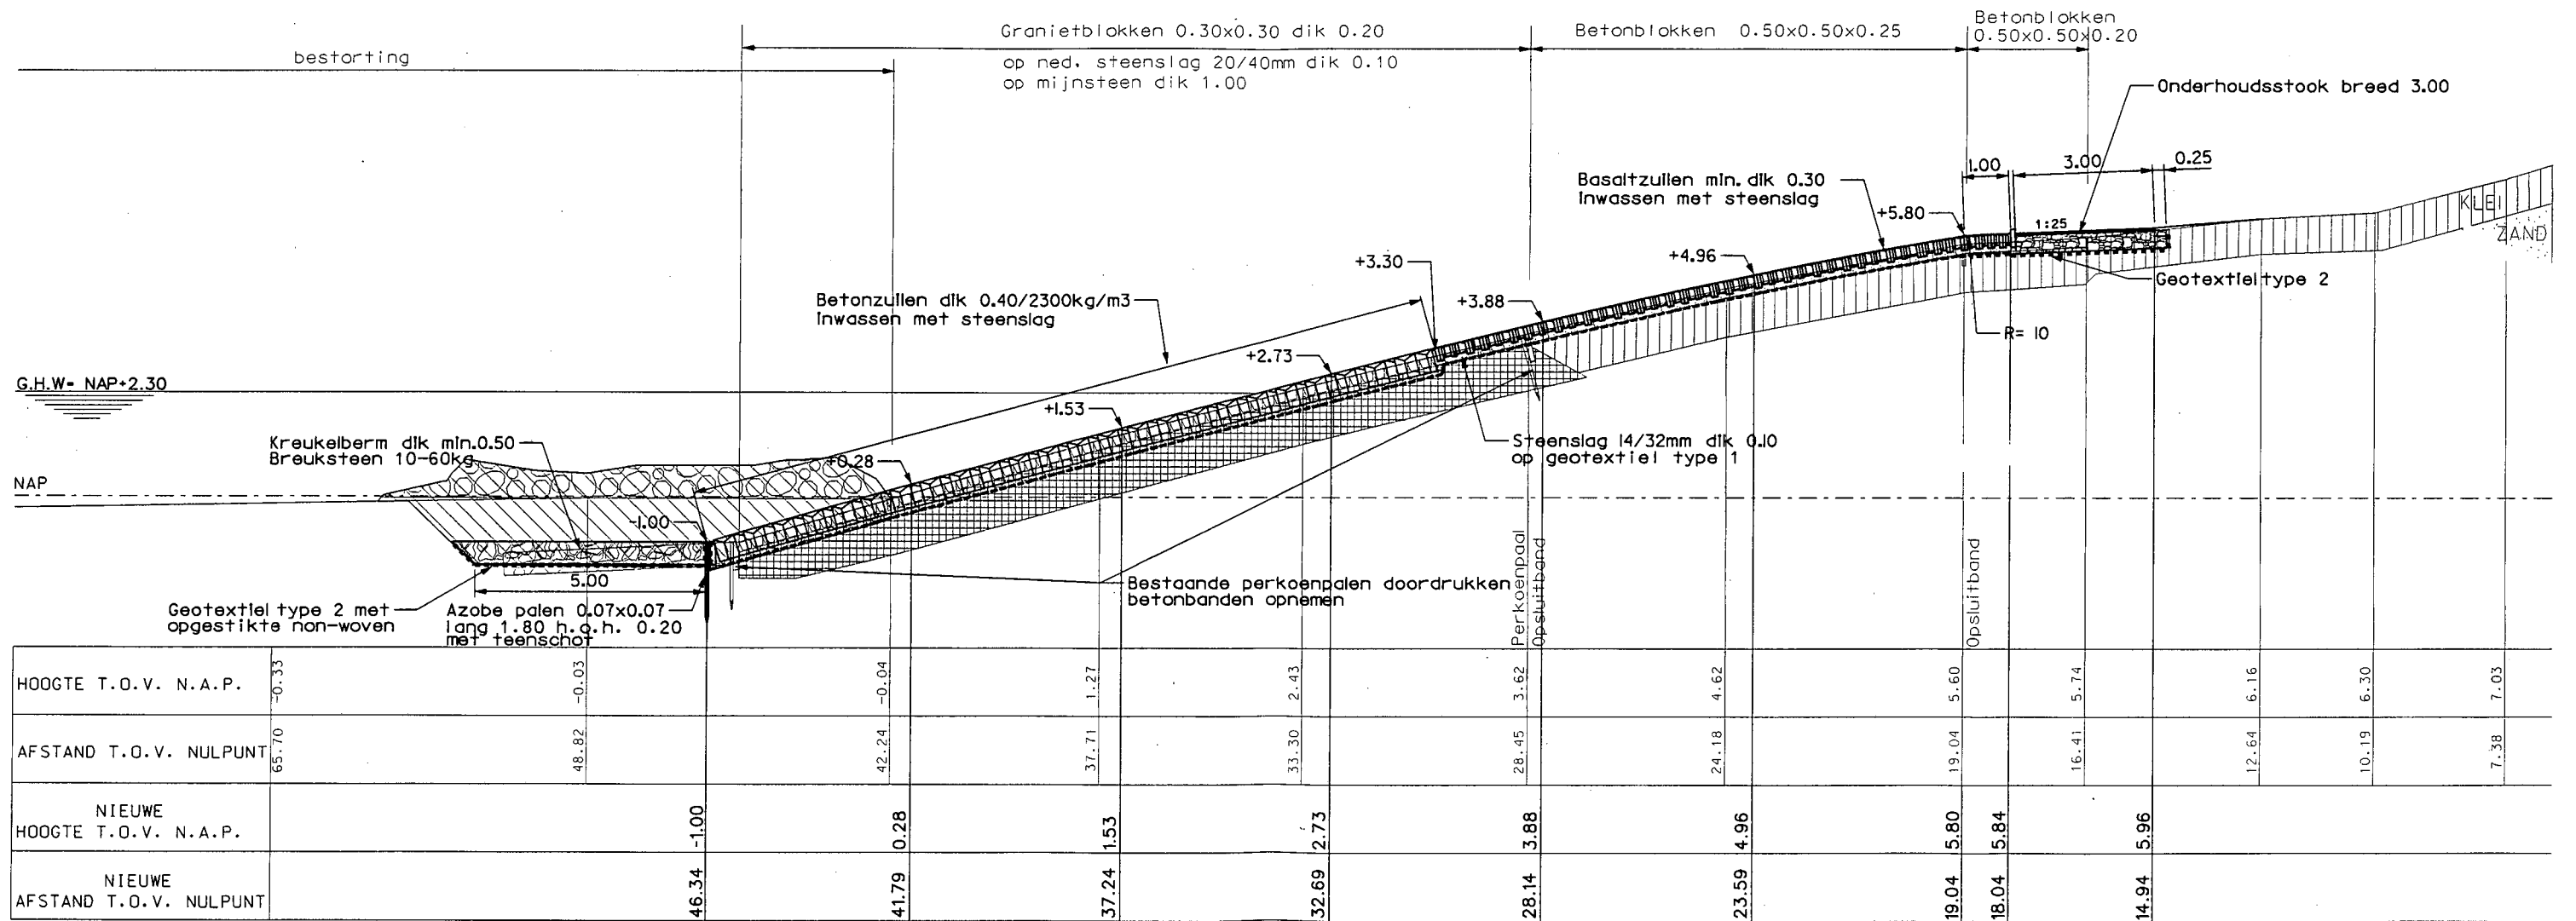 Granietblokken 0.30x0.30 dik 0.20
op ned. steenslag 20/40mm dik 0.10
op mijnsteen dik 1.00
Betonblokken 0.50x0.50x0.25
Betonblokken
0.50x0.50x0.20
bestorting
Onderhoudsstook breed 3.00
1.00
3.00
0.25
Basaltzuilen min. dik 0.30
Inwassen met steenslag
+5.80
1:25
KLEI
ZAND
+4.96
Geotextiel type 2
+3.30
Betonzuilen dik 0.40/2300kg/m3
Inwassen met steenslag
+3.88
R= 10
+2.73
G.H.W= NAP+2.30
+1.53
Kreukelberm dik min.0.50
Breuksteen 10-60kg
+0.28
Steenslag 14/32mm dik 0.10
op geotextiel type 1
NAP
-1.00
5.00
Bestaande perkoenpalen doordrukken
betonbanden opnemen
Geotextiel type 2 met
opgestikte non-woven
Azobe palen 0.07x0.07
lang 1.80 h.o.h. 0.20
met teenschot
Perkoenpaal
Opsluitband
Opsluitband
HOOGTE T.O.V. N.A.P. -0.33 -0.03 -0.04 1.27 2.43 3.62 4.62 5.60 5.74 6.16 6.30 7.03
AFSTAND T.O.V. NULPUNT 65.70 48.82 42.24 37.71 33.30 28.45 24.18 19.04 16.41 12.64 10.19 7.38
NIEUWE
HOOGTE T.O.V. N.A.P. -1.00 0.28 1.53 2.73 3.88 4.96 5.80 5.84 5.96
NIEUWE
AFSTAND T.O.V. NULPUNT 46.34 41.79 37.24 32.69 28.14 23.59 19.04 18.04 14.94